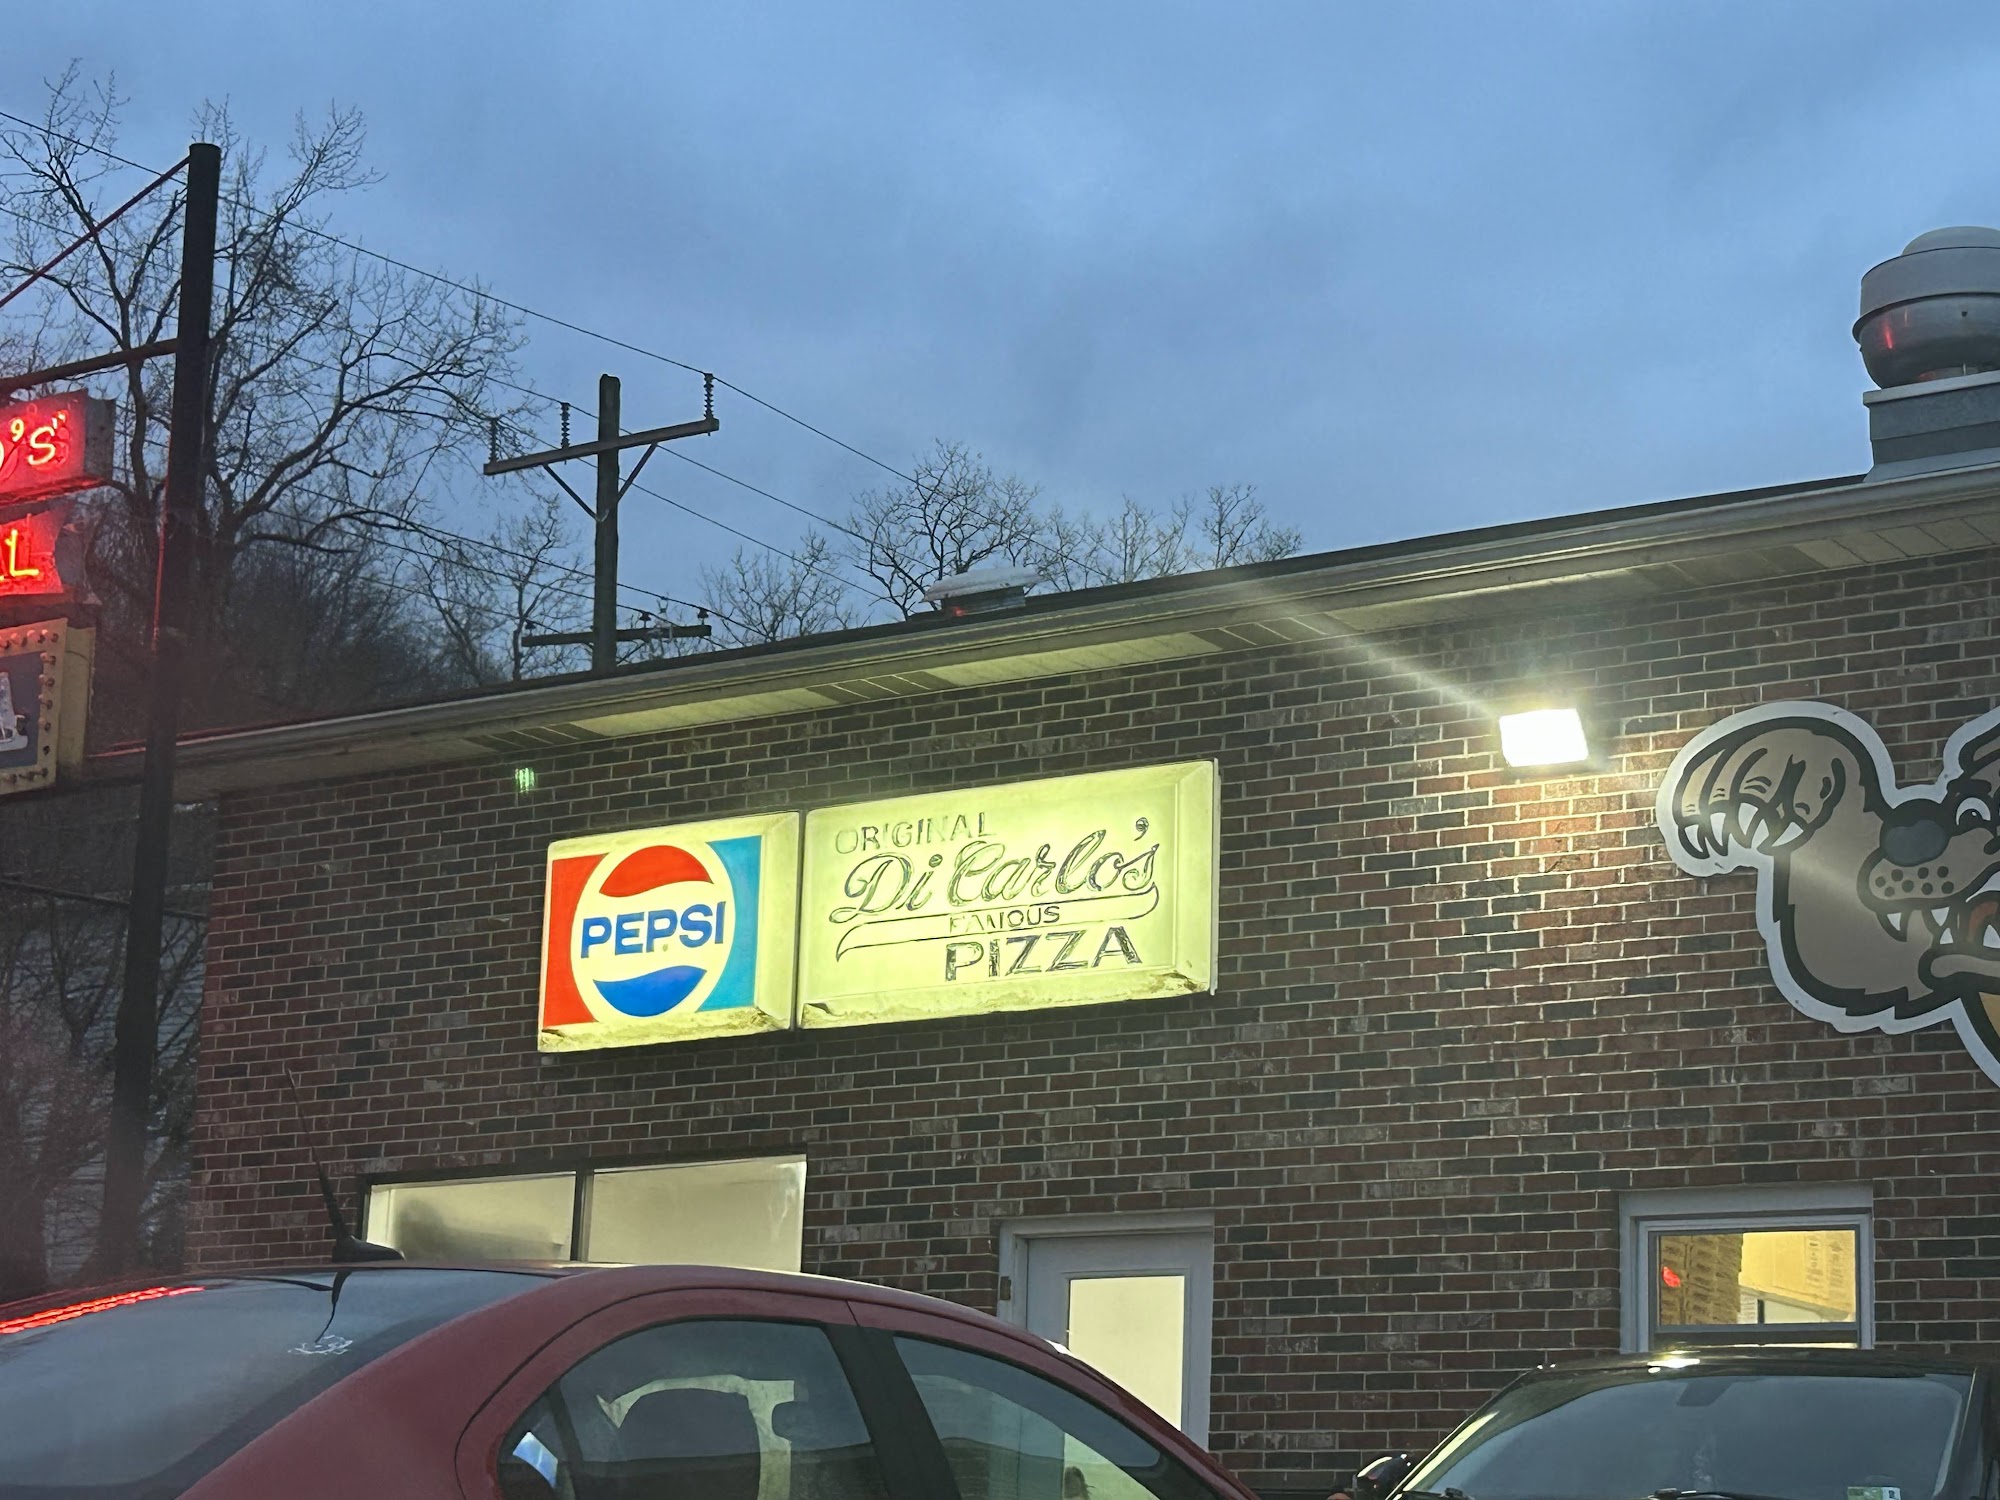 'S"
L
PEPSI
ORIGINAL
DiCarlo's
FAMOUS
PIZZA